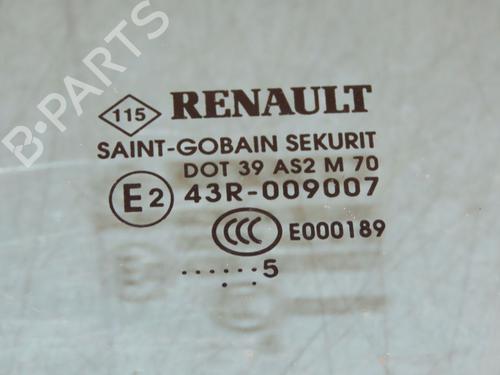 B-PARTS
115 RENAULT
SAINT-GOBAIN SEKURIT
DOT 39 AS2 M 70
E2 43R-009007
CCC E000189
......5
. .